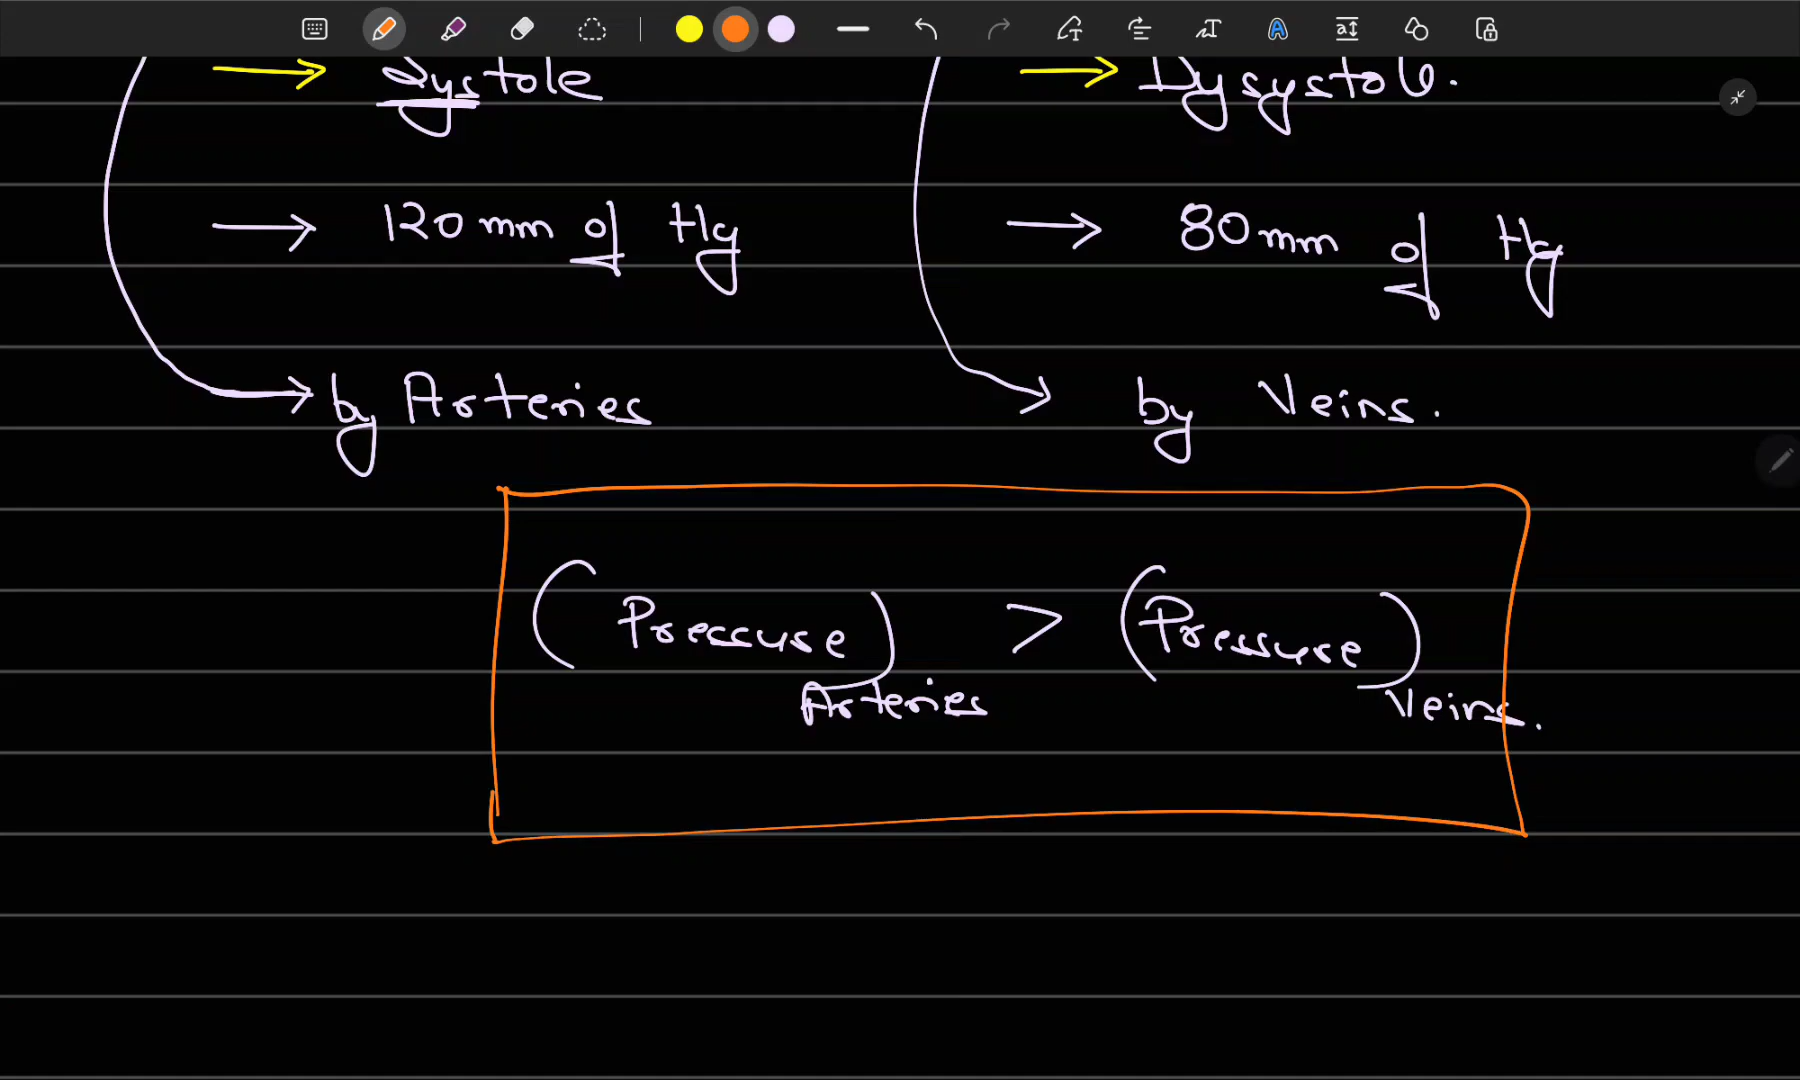 → Systole → Dysystole.
→ 120 mm of Hg → 80 mm of Hg
by Arteries by Veins.
(Pressure) Arteries > (Pressure) Veins.